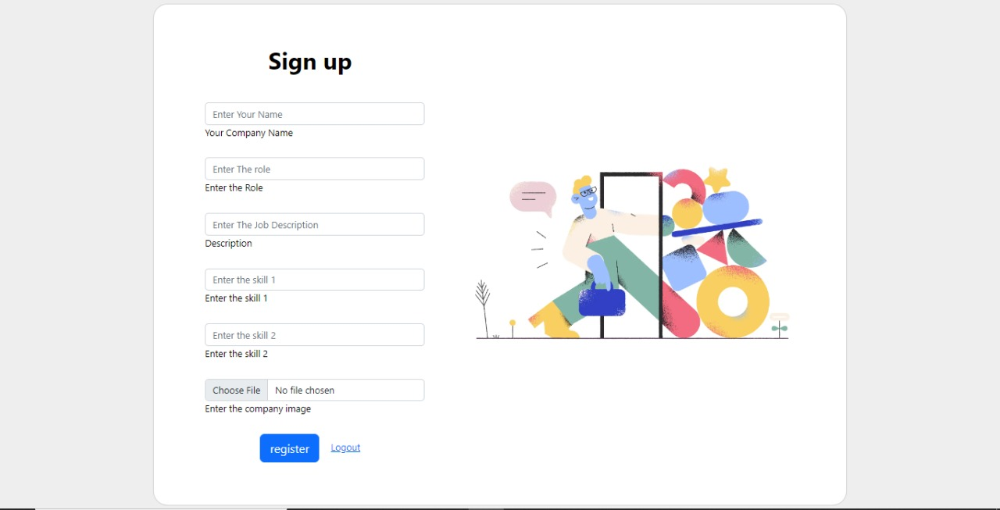 Sign up
Enter Your Name
Your Company Name
Enter The role
Enter the Role
Enter The Job Description
Description
Enter the skill 1
Enter the skill 1
Enter the skill 2
Enter the skill 2
Choose File No file chosen
Enter the company image
register Logout